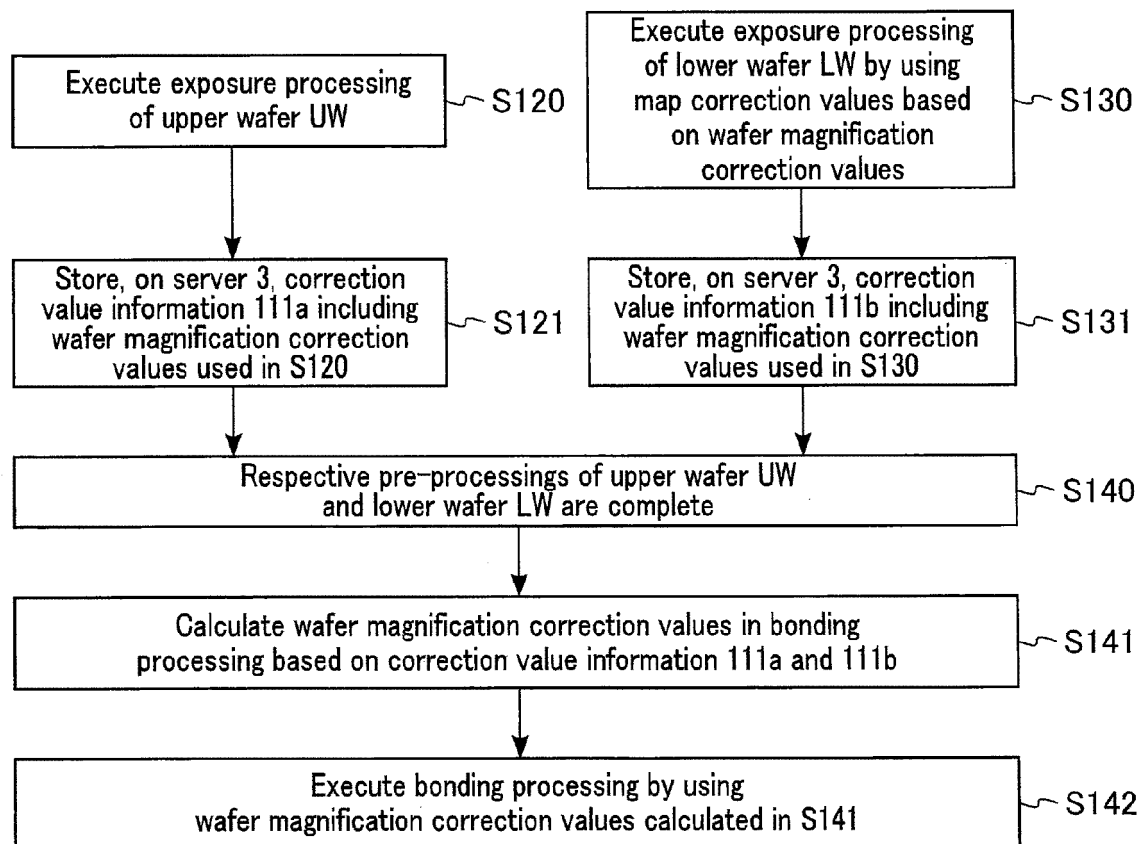 Execute exposure processing
of upper wafer UW
S120
Execute exposure processing
of lower wafer LW by using
map correction values based
on wafer magnification
correction values
S130
Store, on server 3, correction
value information 111a including
wafer magnification correction
values used in S120
S121
Store, on server 3, correction
value information 111b including
wafer magnification correction
values used in S130
S131
Respective pre-processings of upper wafer UW
and lower wafer LW are complete
S140
Calculate wafer magnification correction values in bonding
processing based on correction value information 111a and 111b
S141
Execute bonding processing by using
wafer magnification correction values calculated in S141
S142